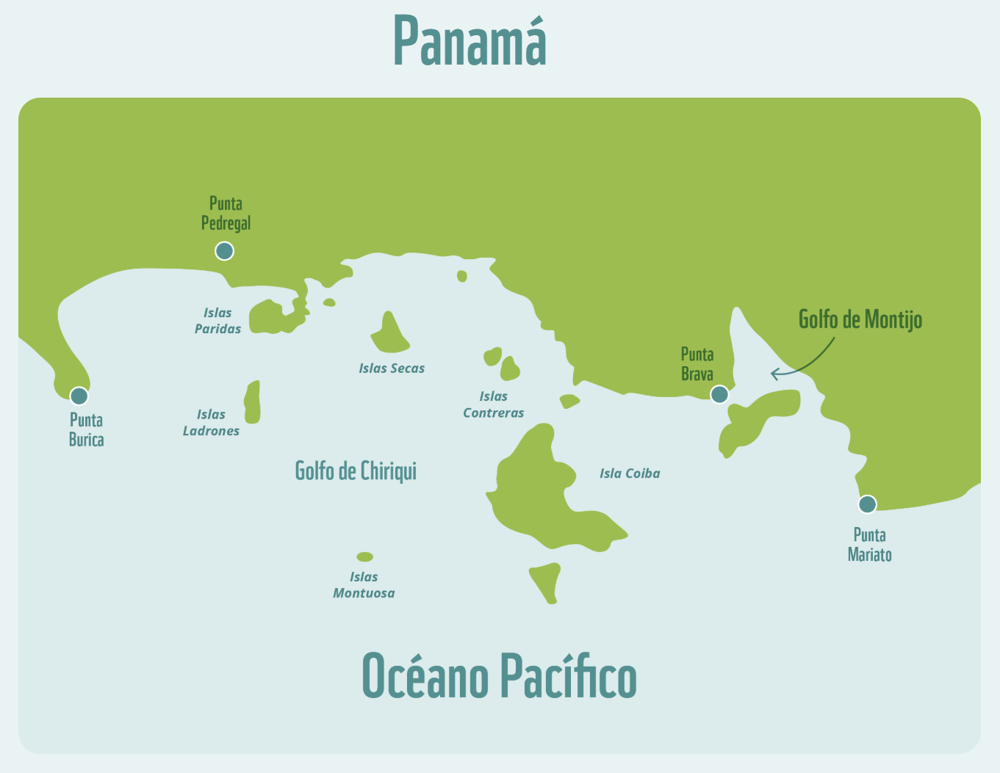 Panamá
Punta
Pedregal
Islas
Paridas
Golfo de Montijo
Punta
Brava
Islas Secas
Islas
Contreras
Islas
Ladrones
Punta
Burica
Golfo de Chiriqui
Isla Coiba
Punta
Mariato
Islas
Montuosa
Océano Pacífico